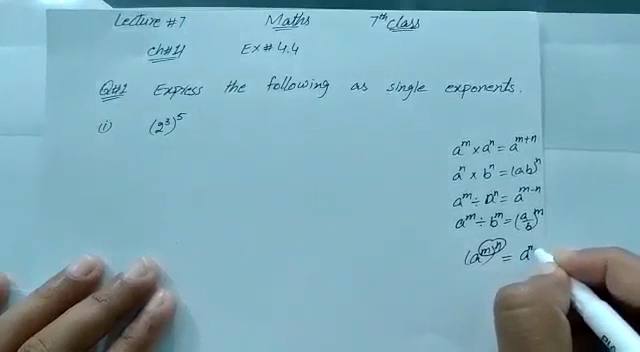 Lecture #7 Maths 7th Class
Ch#4 Ex# 4.4
Q#1 Express the following as single exponents.
(i) (2³)⁵
aᵐ × aⁿ = aᵐ⁺ⁿ
aⁿ × bⁿ = (ab)ⁿ
aᵐ ÷ aⁿ = aᵐ⁻ⁿ
aᵐ ÷ bᵐ = (a/b)ᵐ
(aᵐ)ⁿ = aⁿ